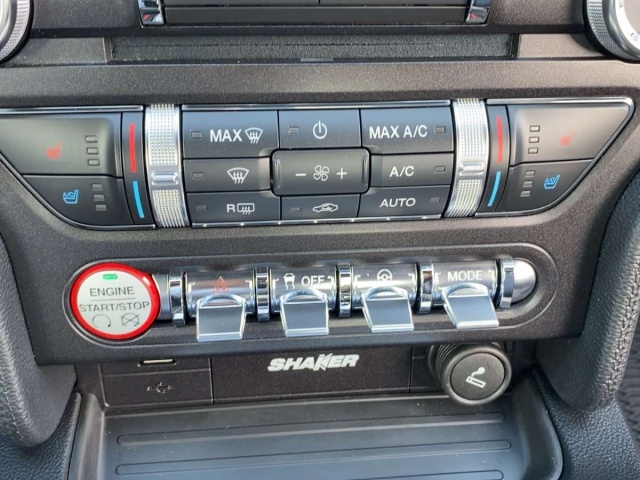 MAX
MAX A/C
A/C
R
AUTO
ENGINE
START/STOP
OFF
MODE
SHAKER